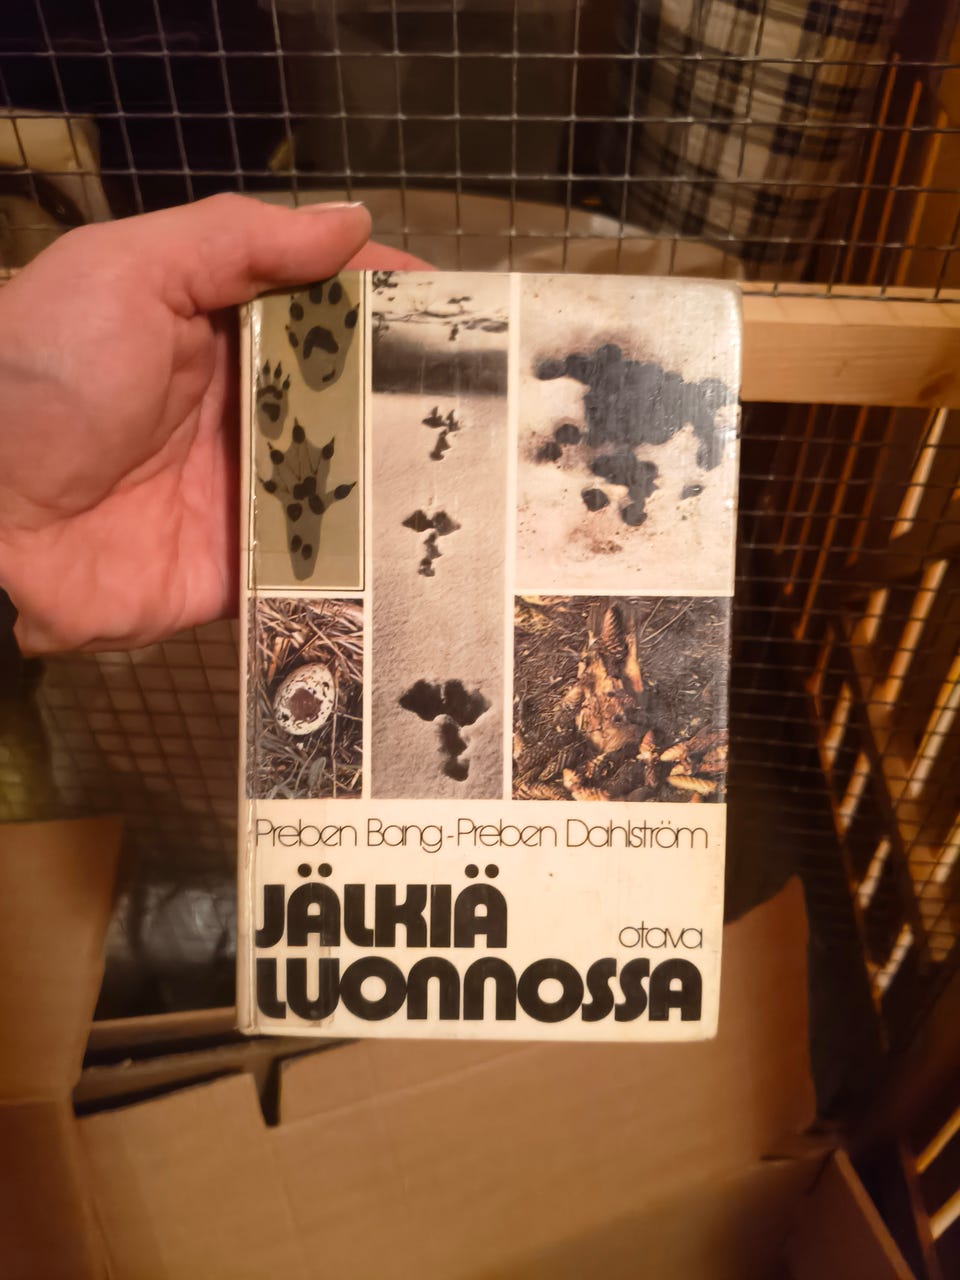 Preben Bang-Preben Dahlström
JÄLKIÄ
otava
LUONNOSSA